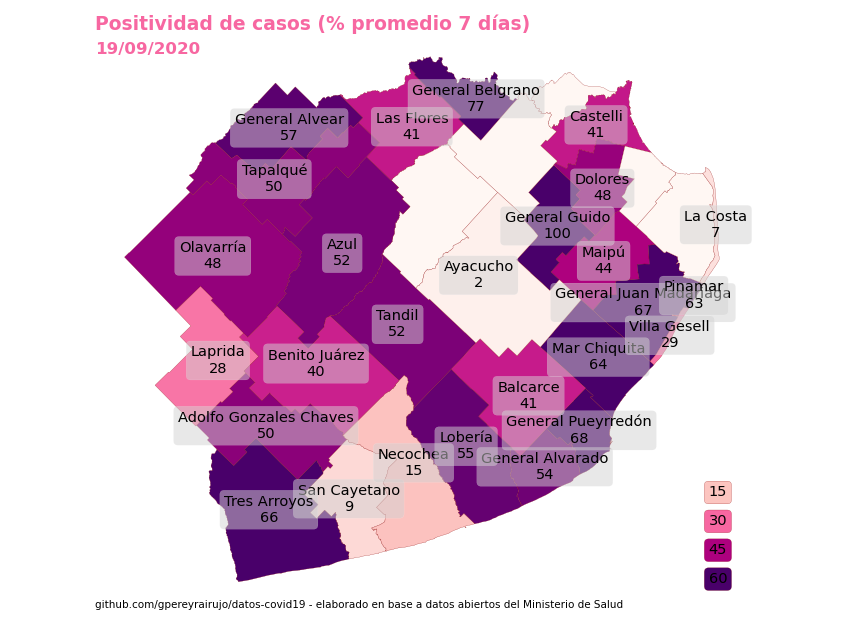 Positividad de casos (% promedio 7 días)
19/09/2020
General Belgrano
77
General Alvear
57
Las Flores
41
Castelli
41
Tapalqué
50
Dolores
48
General Guido
100
La Costa
7
Olavarría
48
Azul
52
Maipú
44
Ayacucho
2
General Juan Madariaga
67
Pinamar
63
Tandil
52
Villa Gesell
29
Laprida
28
Benito Juárez
40
Mar Chiquita
64
Balcarce
41
Adolfo Gonzales Chaves
50
General Pueyrredón
68
Lobería
55
Necochea
15
General Alvarado
54
San Cayetano
9
Tres Arroyos
66
15
30
45
60
github.com/gpereyrairujo/datos-covid19 - elaborado en base a datos abiertos del Ministerio de Salud